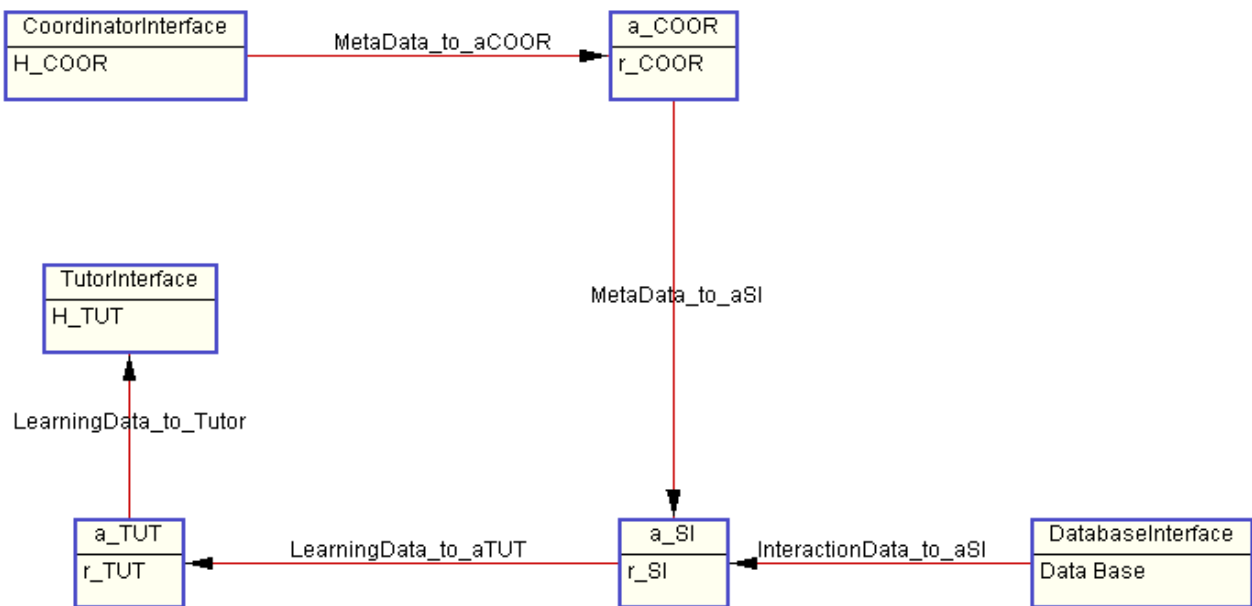 CoordinatorInterface
H_COOR
MetaData_to_aCOOR
a_COOR
r_COOR
MetaData_to_aSI
TutorInterface
H_TUT
LearningData_to_Tutor
a_TUT
r_TUT
LearningData_to_aTUT
a_SI
r_SI
InteractionData_to_aSI
DatabaseInterface
Data Base